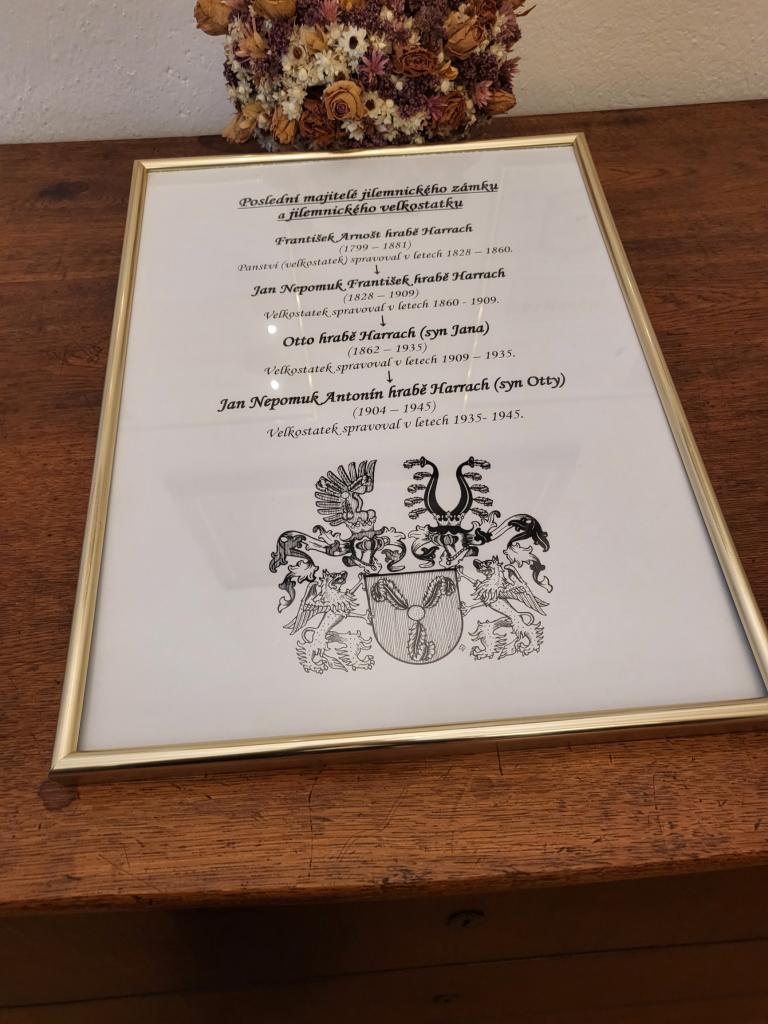 Poslední majitelé jilemnického zámku
a jilemnického velkostatku
František Arnošt hrabě Harrach
(1799 – 1881)
Panství (velkostatek) spravoval v letech 1828 – 1860.
Jan Nepomuk František hrabě Harrach
(1828 – 1909)
Velkostatek spravoval v letech 1860 - 1909.
Otto hrabě Harrach (syn Jana)
(1862 – 1935)
Velkostatek spravoval v letech 1909 – 1935.
Jan Nepomuk Antonín hrabě Harrach (syn Otty)
(1904 – 1945)
Velkostatek spravoval v letech 1935- 1945.